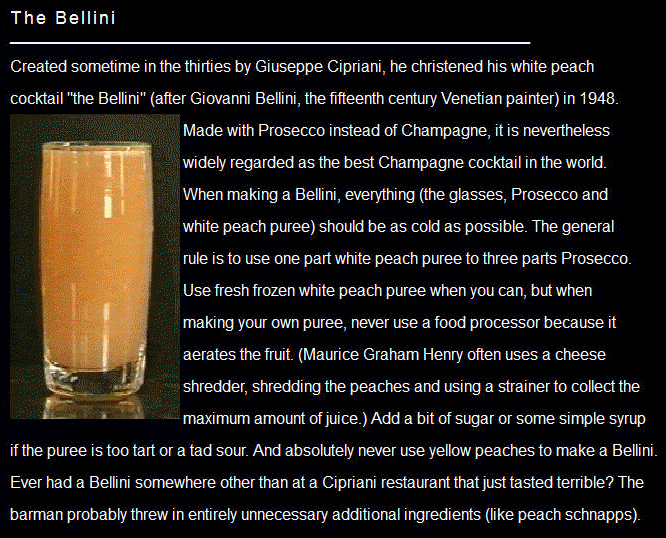 The Bellini
Created sometime in the thirties by Giuseppe Cipriani, he christened his white peach
cocktail "the Bellini" (after Giovanni Bellini, the fifteenth century Venetian painter) in 1948.
Made with Prosecco instead of Champagne, it is nevertheless
widely regarded as the best Champagne cocktail in the world.
When making a Bellini, everything (the glasses, Prosecco and
white peach puree) should be as cold as possible. The general
rule is to use one part white peach puree to three parts Prosecco.
Use fresh frozen white peach puree when you can, but when
making your own puree, never use a food processor because it
aerates the fruit. (Maurice Graham Henry often uses a cheese
shredder, shredding the peaches and using a strainer to collect the
maximum amount of juice.) Add a bit of sugar or some simple syrup
if the puree is too tart or a tad sour. And absolutely never use yellow peaches to make a Bellini.
Ever had a Bellini somewhere other than at a Cipriani restaurant that just tasted terrible? The
barman probably threw in entirely unnecessary additional ingredients (like peach schnapps).